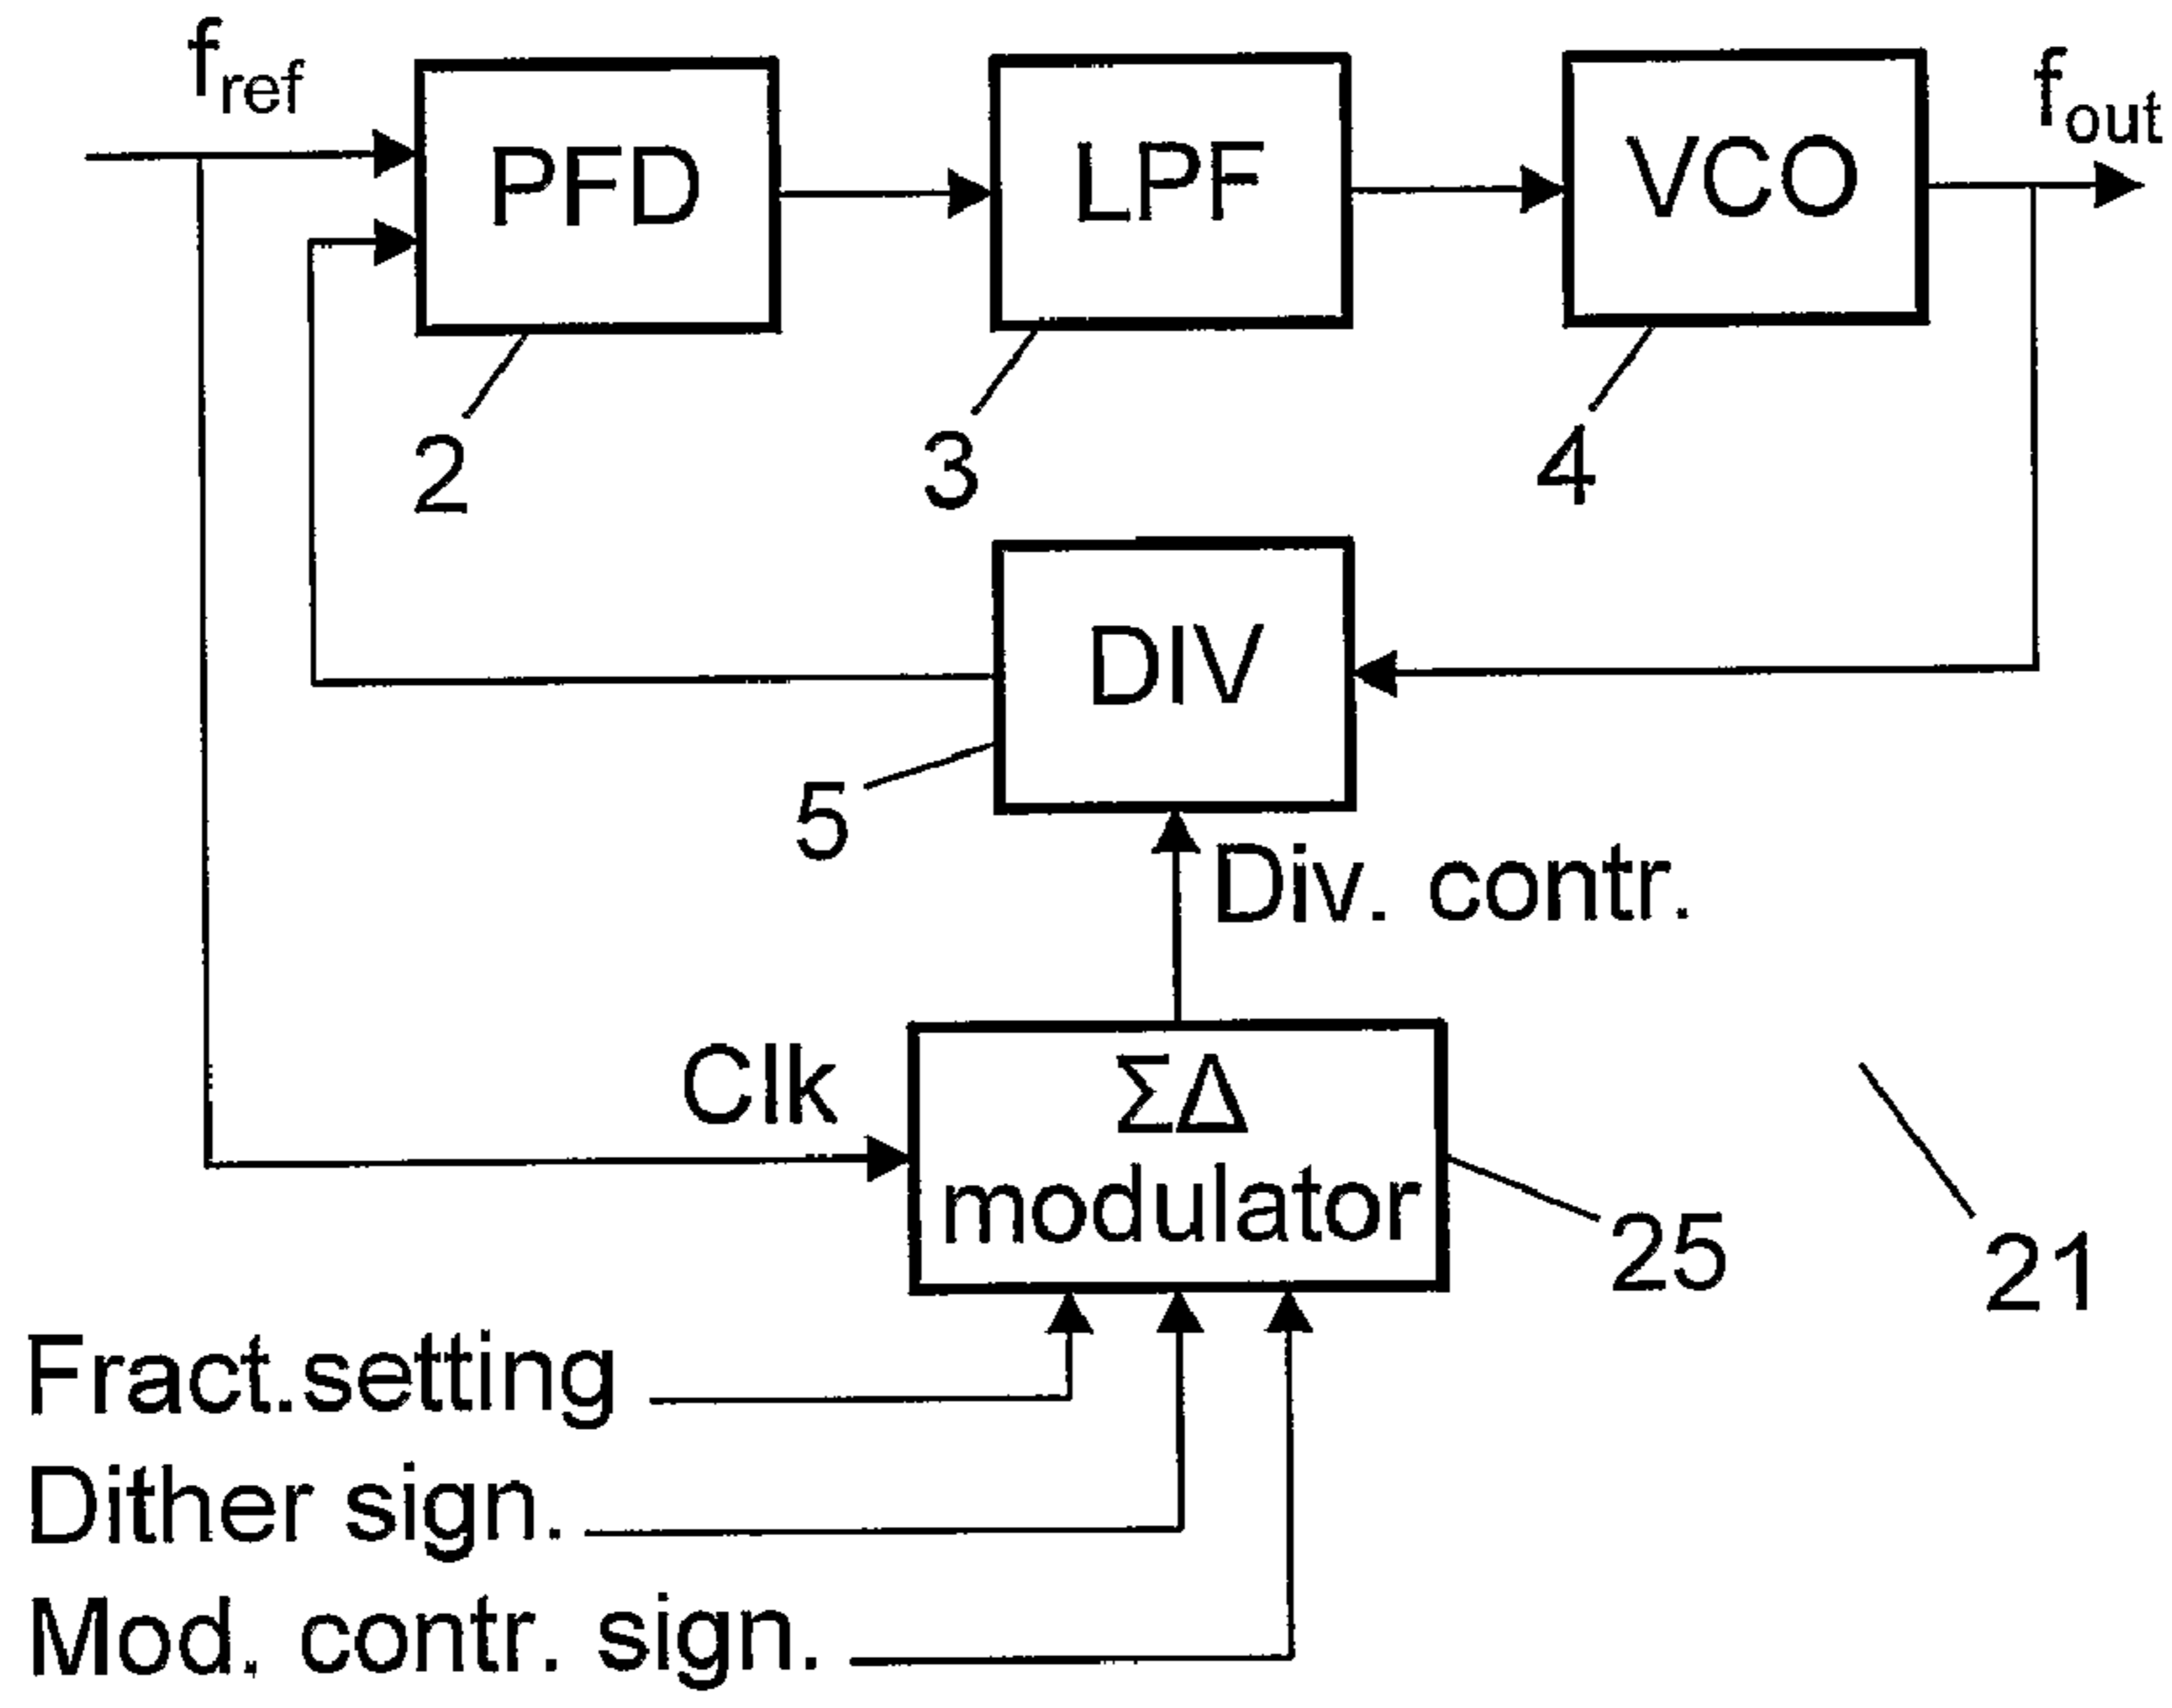 fref
fout
PFD
LPF
VCO
2
3
4
DIV
5
Div. contr.
Clk
ΣΔ
modulator
25
21
Fract.setting
Dither sign.
Mod. contr. sign.